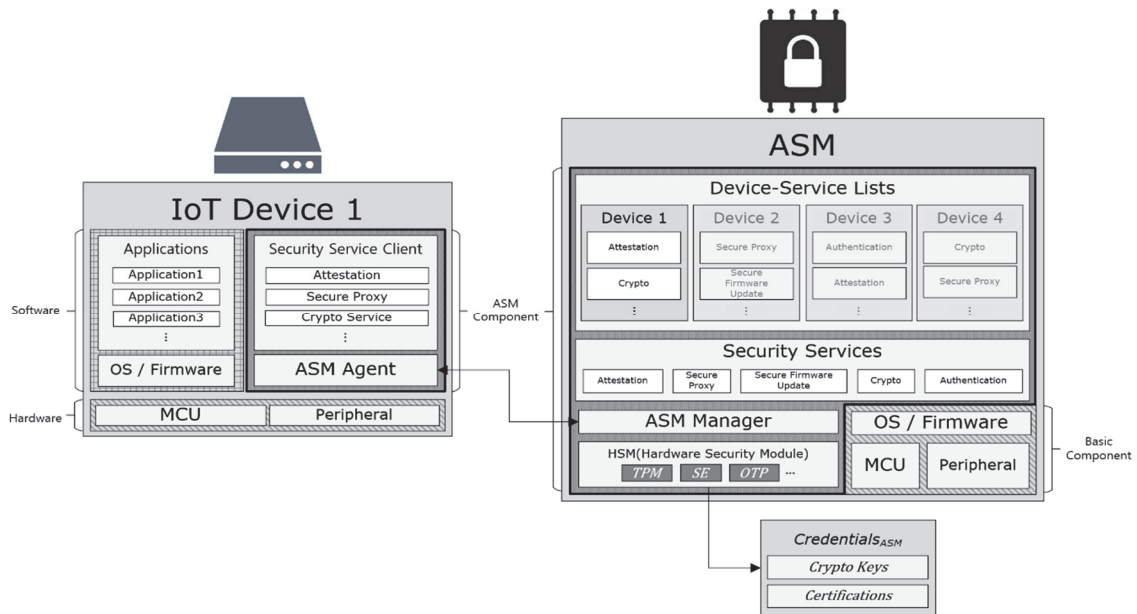 IoT Device 1
Applications
Application1
Application2
Application3
⋮
OS / Firmware
Security Service Client
Attestation
Secure Proxy
Crypto Service
⋮
ASM Agent
MCU
Peripheral
Software
Hardware
ASM
Component
ASM
Device-Service Lists
Device 1
Attestation
Crypto
⋮
Device 2
Secure Proxy
Secure
Firmware
Update
⋮
Device 3
Authentication
Attestation
⋮
Device 4
Crypto
Secure Proxy
⋮
Security Services
Attestation
Secure
Proxy
Secure Firmware
Update
Crypto
Authentication
ASM Manager
HSM(Hardware Security Module)
TPM
SE
OTP
...
OS / Firmware
MCU
Peripheral
Basic
Component
CredentialsASM
Crypto Keys
Certifications